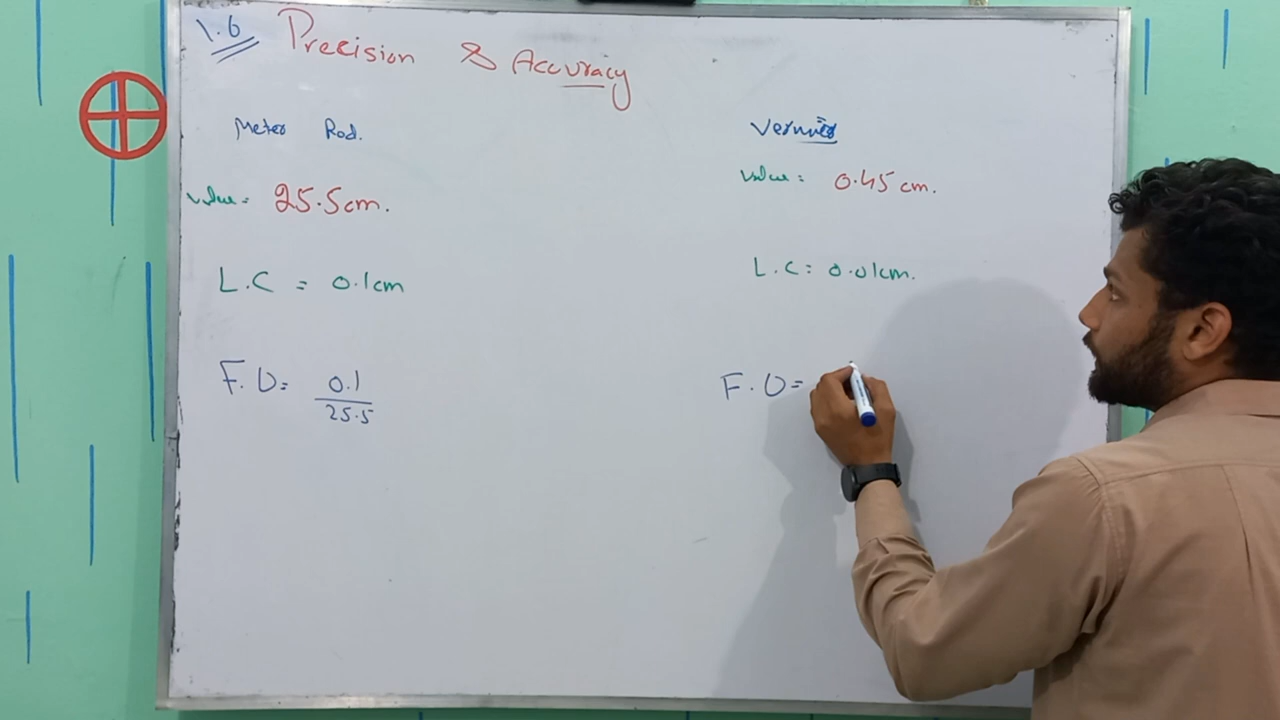 1.6 Precision & Accuracy
Meter Rod.
value = 25.5cm.
L.C = 0.1cm
F.U= 0.1
25.5
Vernier
value = 0.45 cm.
L.C = 0.01cm.
F.U=